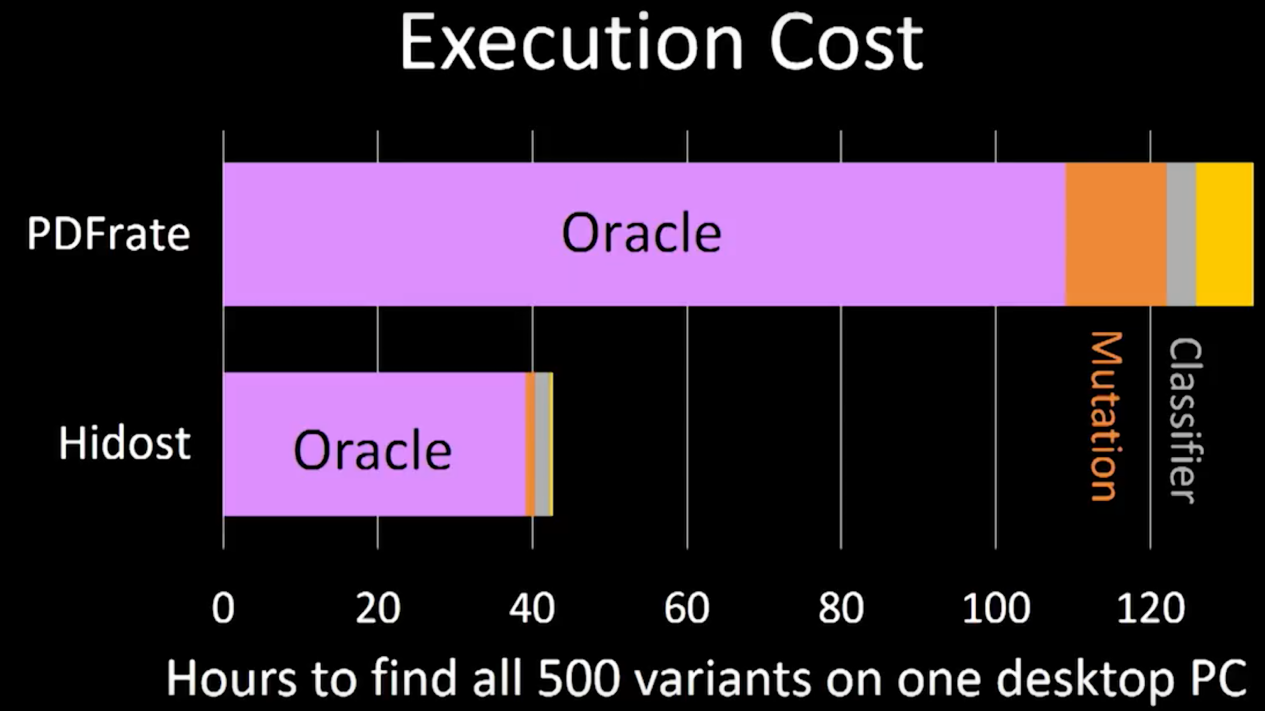 Execution Cost
PDFrate
Oracle
Hidost
Oracle
Mutation
Classifier
0 20 40 60 80 100 120
Hours to find all 500 variants on one desktop PC